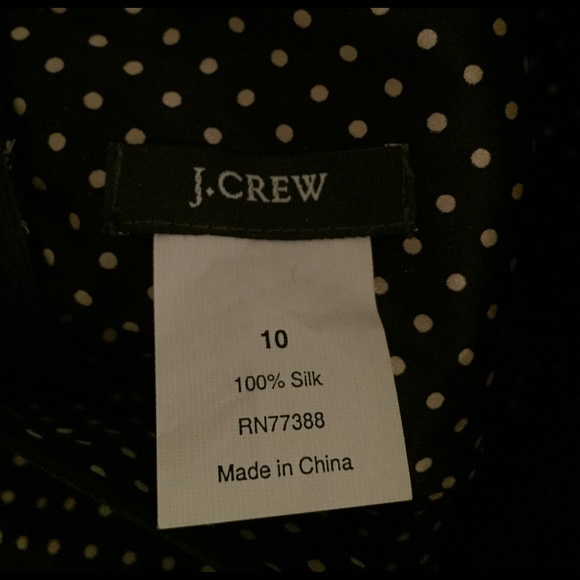 J.CREW
10
100% Silk
RN77388
Made in China